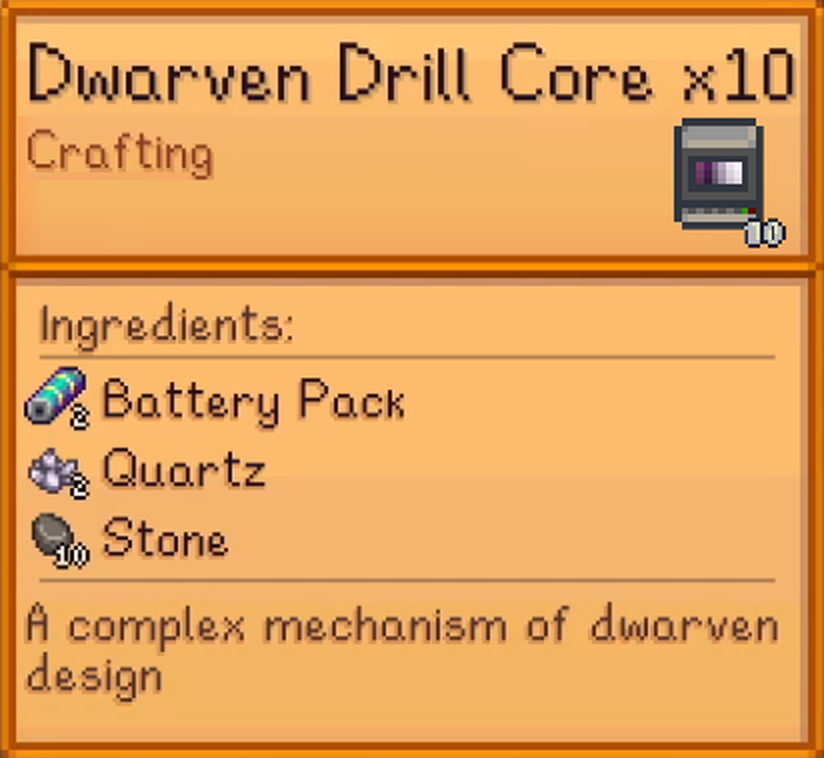 Dwarven Drill Core x10
Crafting
10
Ingredients:
2 Battery Pack
2 Quartz
10 Stone
A complex mechanism of dwarven
design